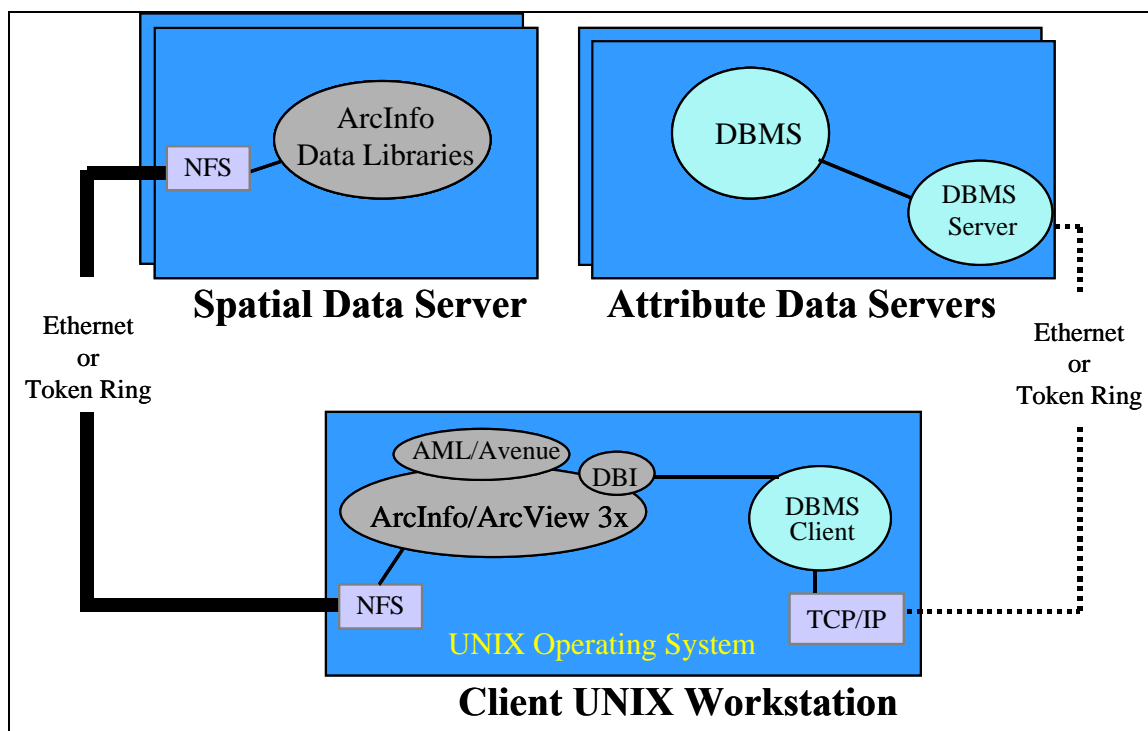 ArcInfo
Data Libraries
NFS
Spatial Data Server
DBMS
DBMS
Server
Attribute Data Servers
Ethernet
or
Token Ring
Ethernet
or
Token Ring
AML/Avenue
DBI
ArcInfo/ArcView 3x
DBMS
Client
NFS
TCP/IP
UNIX Operating System
Client UNIX Workstation